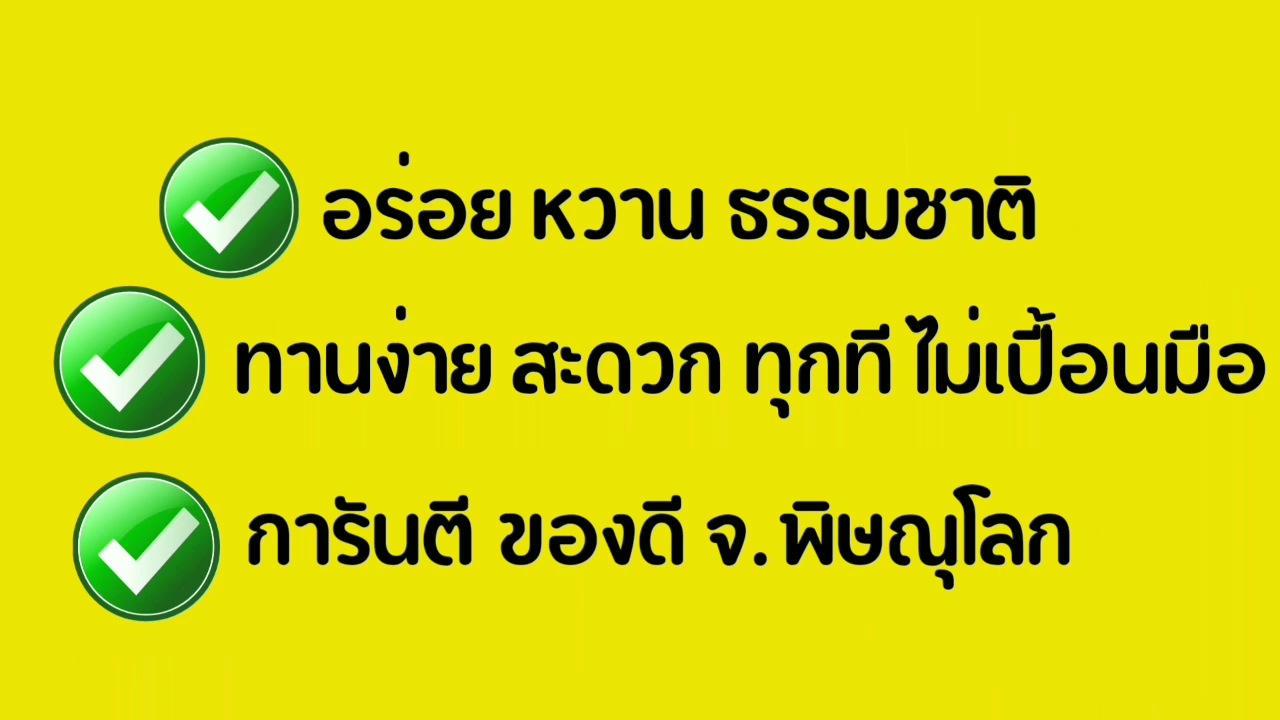 อร่อย หวาน ธรรมชาติ
ทานง่าย สะดวก ทุกที ไม่เปื้อนมือ
การันตี ของดี จ.พิษณุโลก